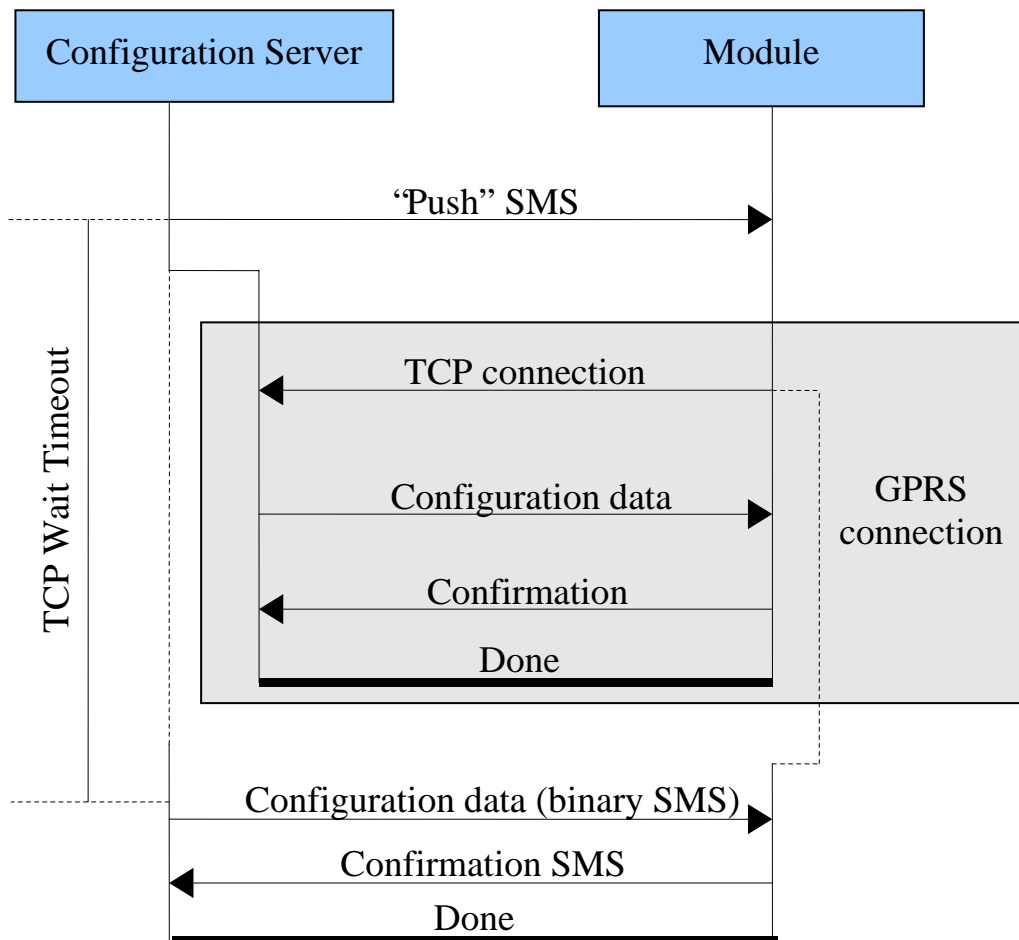 Configuration Server
Module
“Push” SMS
TCP Wait Timeout
TCP connection
Configuration data
GPRS
connection
Confirmation
Done
Configuration data (binary SMS)
Confirmation SMS
Done